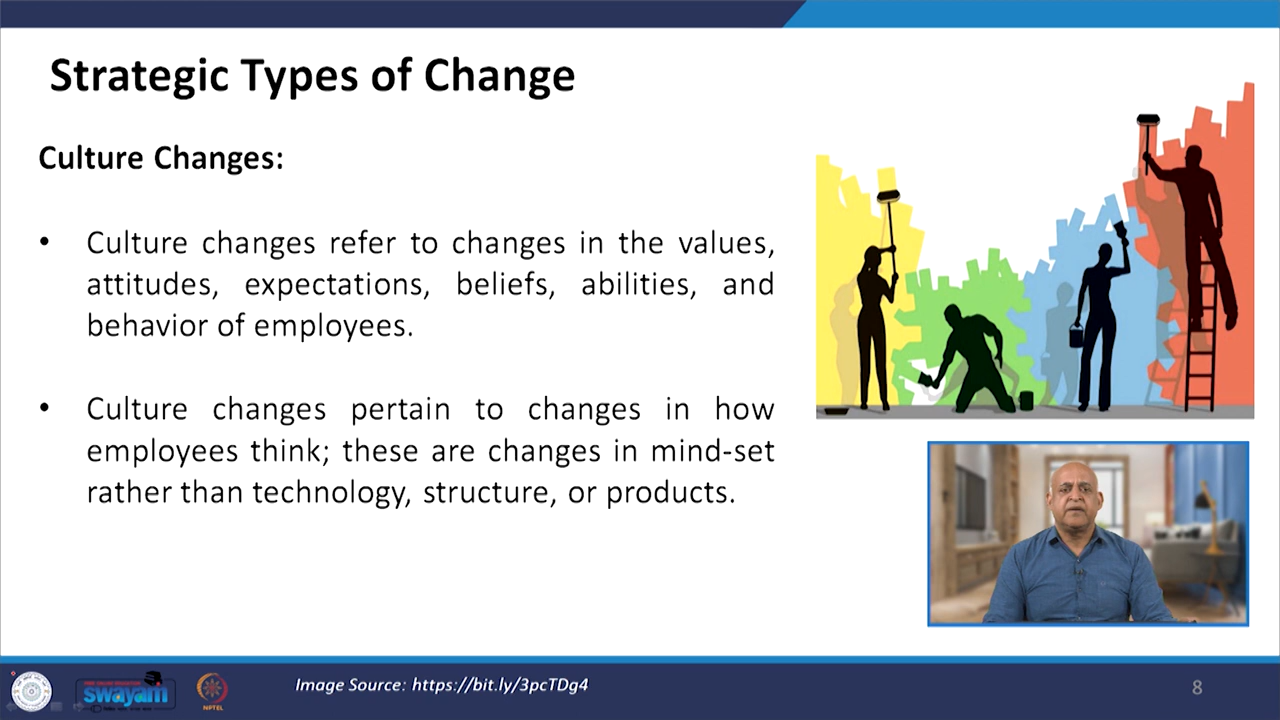 Strategic Types of Change
Culture Changes:
• Culture changes refer to changes in the values,
attitudes, expectations, beliefs, abilities, and
behavior of employees.
• Culture changes pertain to changes in how
employees think; these are changes in mind-set
rather than technology, structure, or products.
swayam
NPTEL
Image Source: https://bit.ly/3pcTDg4
8